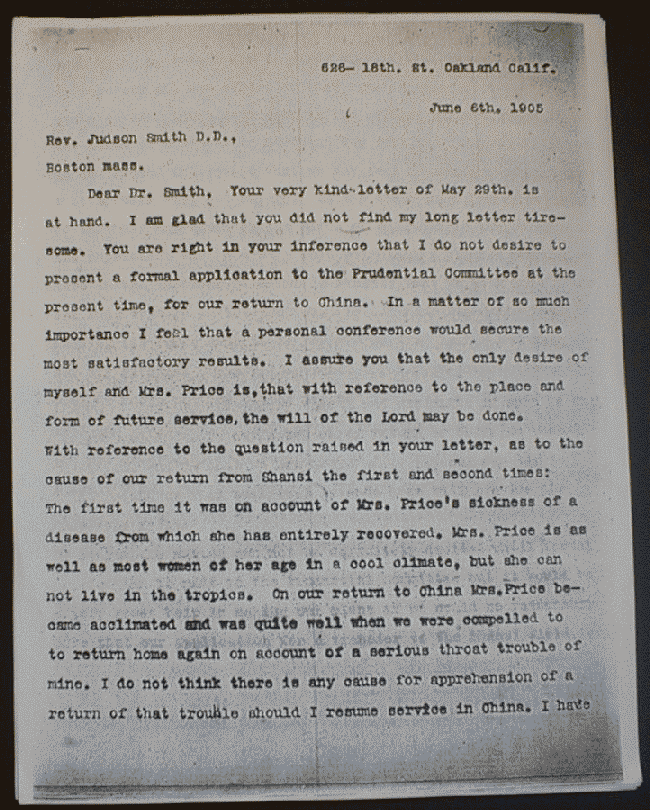 626- 18th. St. Oakland Calif.
June 6th, 1905
Rev. Judson Smith D.D.,
Boston mass.
Dear Dr. Smith, Your very kind letter of May 29th. is
at hand. I am glad that you did not find my long letter tire-
some. You are right in your inference that I do not desire to
present a formal application to the Prudential Committee at the
present time, for our return to China. In a matter of so much
importance I feel that a personal conference would secure the
most satisfactory results. I assure you that the only desire of
myself and Mrs. Price is, that with reference to the place and
form of future service, the will of the Lord may be done.
With reference to the question raised in your letter, as to the
cause of our return from Shansi the first and second times:
The first time it was on account of Mrs. Price's sickness of a
disease from which she has entirely recovered. Mrs. Price is as
well as most women of her age in a cool climate, but she can
not live in the tropics. On our return to China Mrs.Price be-
came acclimated and was quite well when we were compelled to
to return home again on account of a serious throat trouble of
mine. I do not think there is any cause for apprehension of a
return of that trouble should I resume service in China. I have